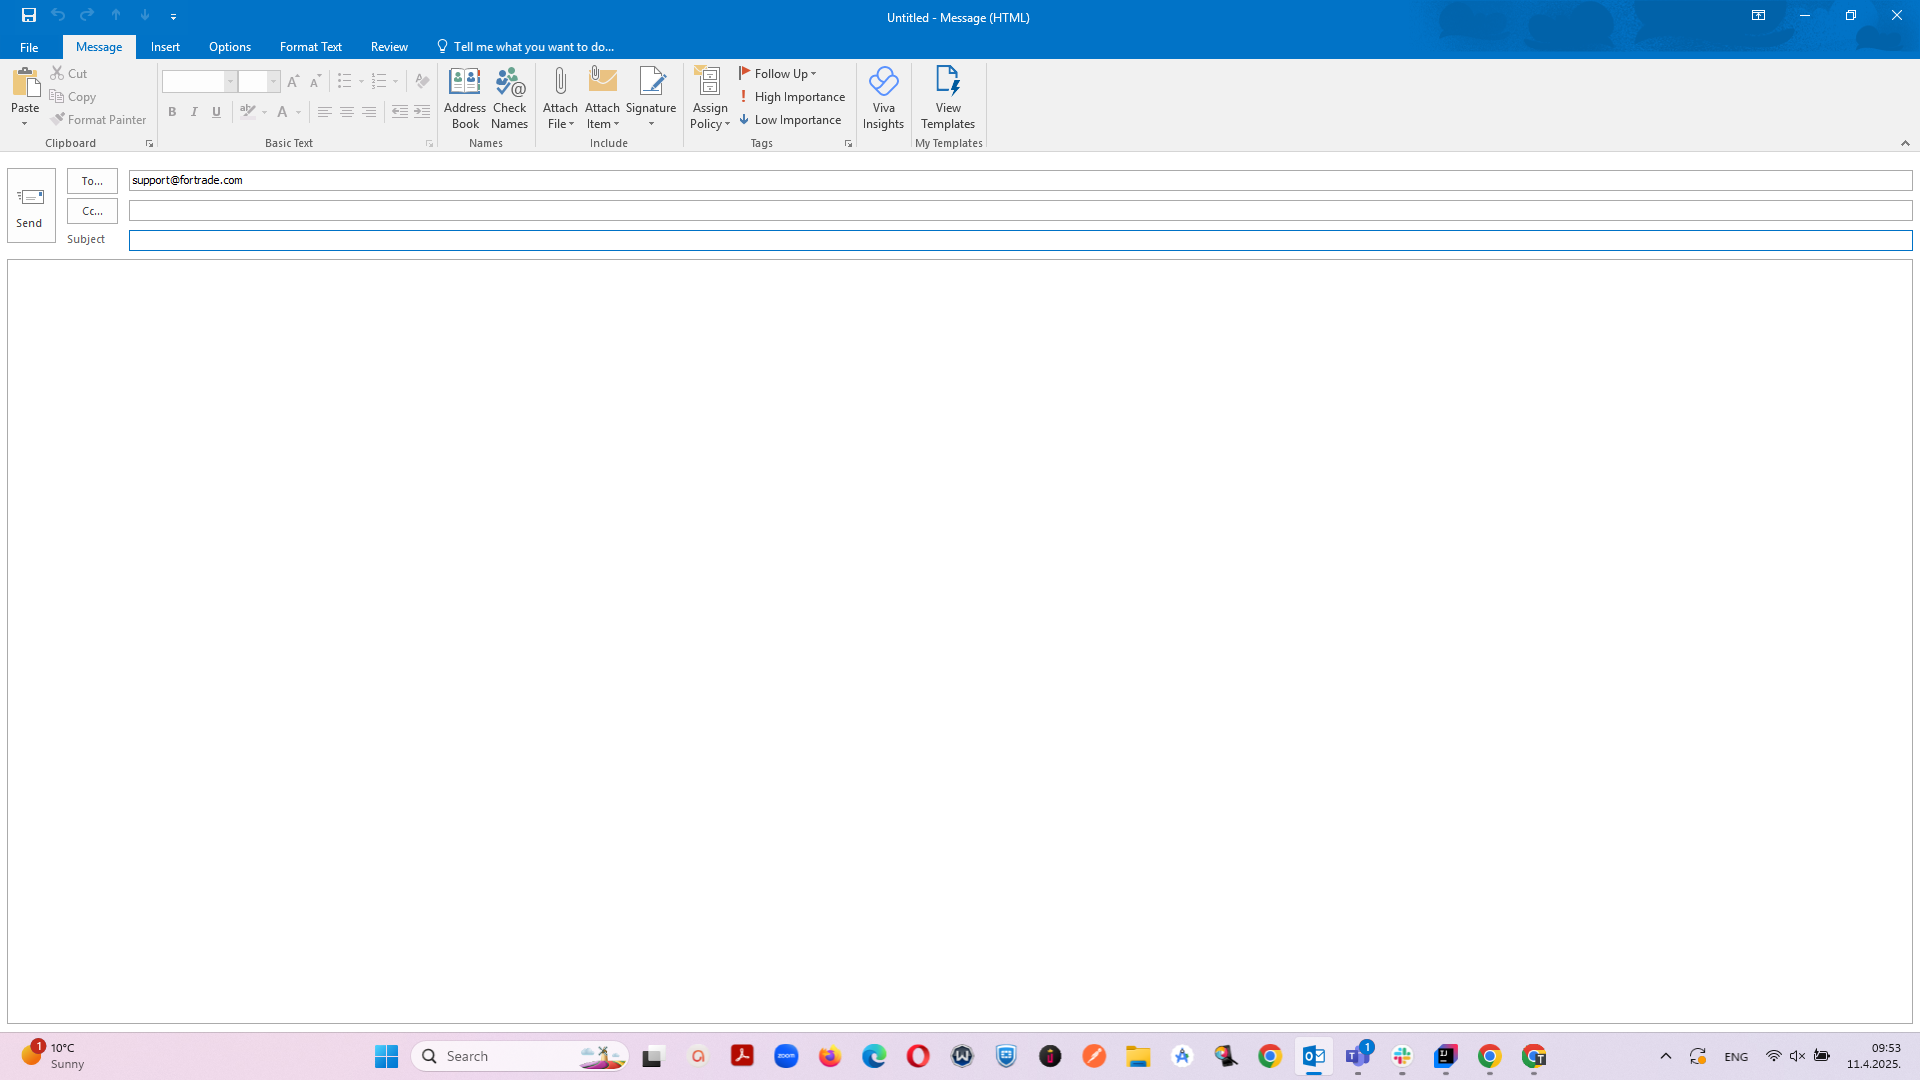 Untitled - Message (HTML)
File
Message
Insert
Options
Format Text
Review
Tell me what you want to do...
Paste
Cut
Copy
Format Painter
Clipboard
B I U
Basic Text
Address Book
Check Names
Names
Attach File
Attach Item
Signature
Include
Assign Policy
Follow Up
High Importance
Low Importance
Tags
Viva Insights
View Templates
My Templates
Send
To...
support@fortrade.com
Cc...
Subject
1
10°C
Sunny
Search
zoom
1
ENG
09:53
11.4.2025.